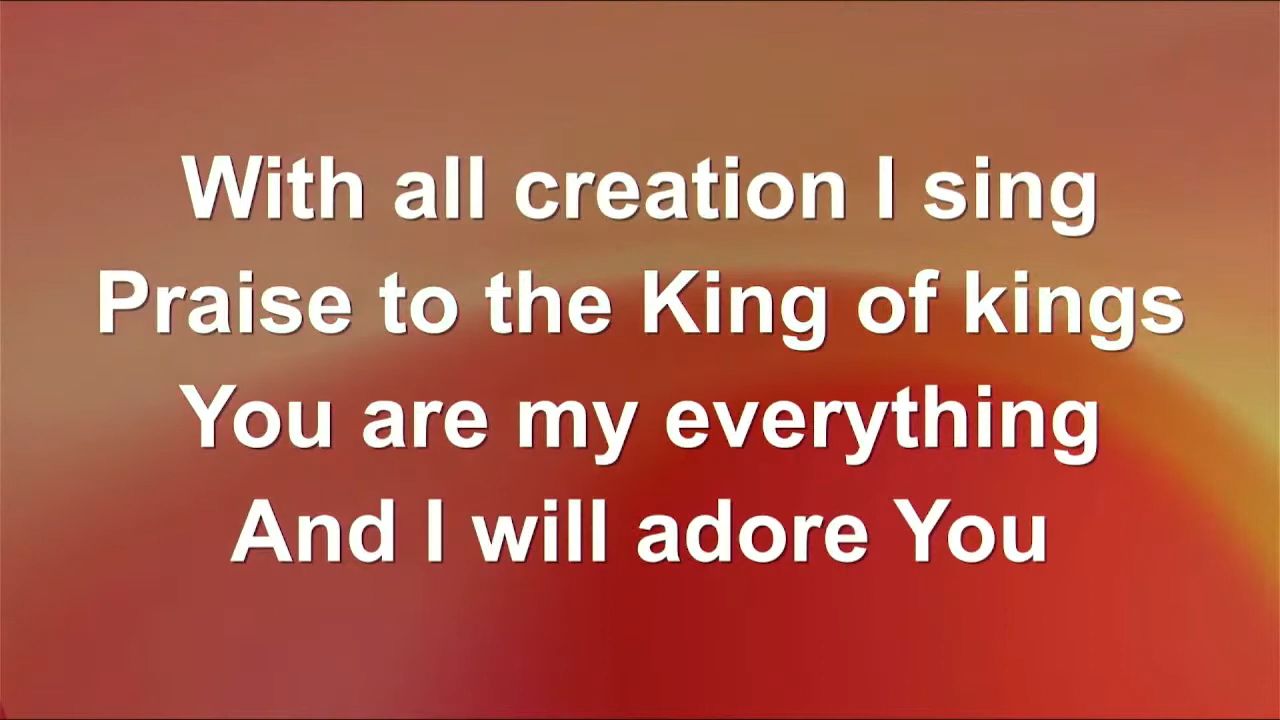 With all creation I sing
Praise to the King of kings
You are my everything
And I will adore You